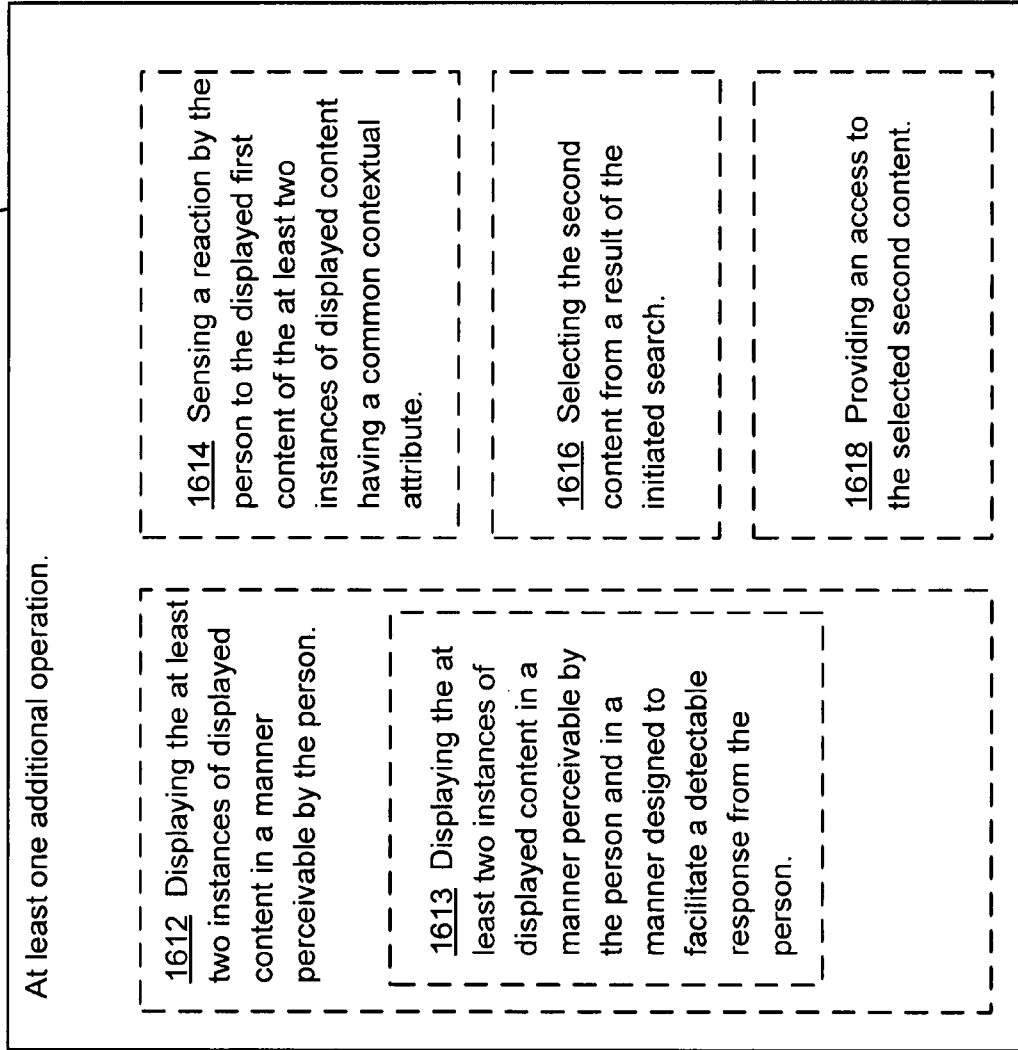 At least one additional operation.
1612 Displaying the at least
two instances of displayed
content in a manner
perceivable by the person.
1613 Displaying the at
least two instances of
displayed content in a
manner perceivable by
the person and in a
manner designed to
facilitate a detectable
response from the
person.
1614 Sensing a reaction by the
person to the displayed first
content of the at least two
instances of displayed content
having a common contextual
attribute.
1616 Selecting the second
content from a result of the
initiated search.
1618 Providing an access to
the selected second content.